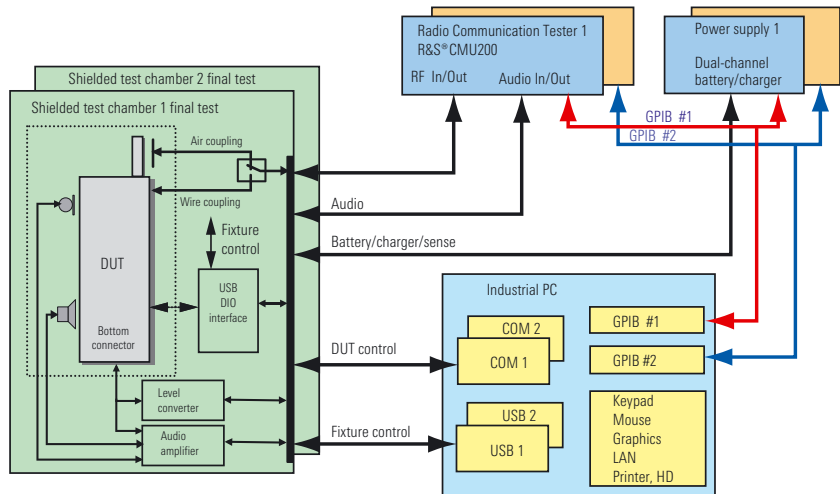 Radio Communication Tester 1
R&S®CMU200
RF In/Out
Audio In/Out
Power supply 1
Dual-channel
battery/charger
Shielded test chamber 2 final test
Shielded test chamber 1 final test
GPIB #1
GPIB #2
Air coupling
Wire coupling
Audio
Fixture
control
Battery/charger/sense
DUT
USB
DIO
interface
Bottom
connector
Industrial PC
COM 2
COM 1
GPIB #1
GPIB #2
DUT control
Level
converter
Audio
amplifier
Fixture control
USB 2
USB 1
Keypad
Mouse
Graphics
LAN
Printer, HD